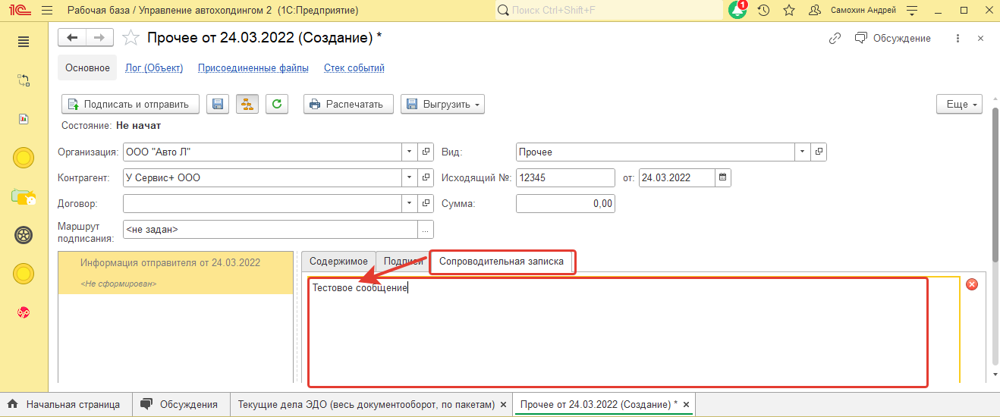 1С Рабочая база / Управление автохолдингом 2 (1С:Предприятие) Поиск Ctrl+Shift+F 1 Самохин Андрей
Прочее от 24.03.2022 (Создание) * Обсуждение
Основное Лог (Объект) Присоединенные файлы Стек событий
Подписать и отправить Распечатать Выгрузить Еще
Состояние: Не начат
Организация: ООО "Авто Л" Вид: Прочее
Контрагент: У Сервис+ ООО Исходящий №: 12345 от: 24.03.2022
Договор: Сумма: 0,00
Маршрут
подписания: <не задан> ...
Информация отправителя от 24.03.2022
<Не сформирован>
Содержимое Подписи Сопроводительная записка
Тестовое сообщение
Начальная страница Обсуждения Текущие дела ЭДО (весь документооборот, по пакетам) Прочее от 24.03.2022 (Создание) *